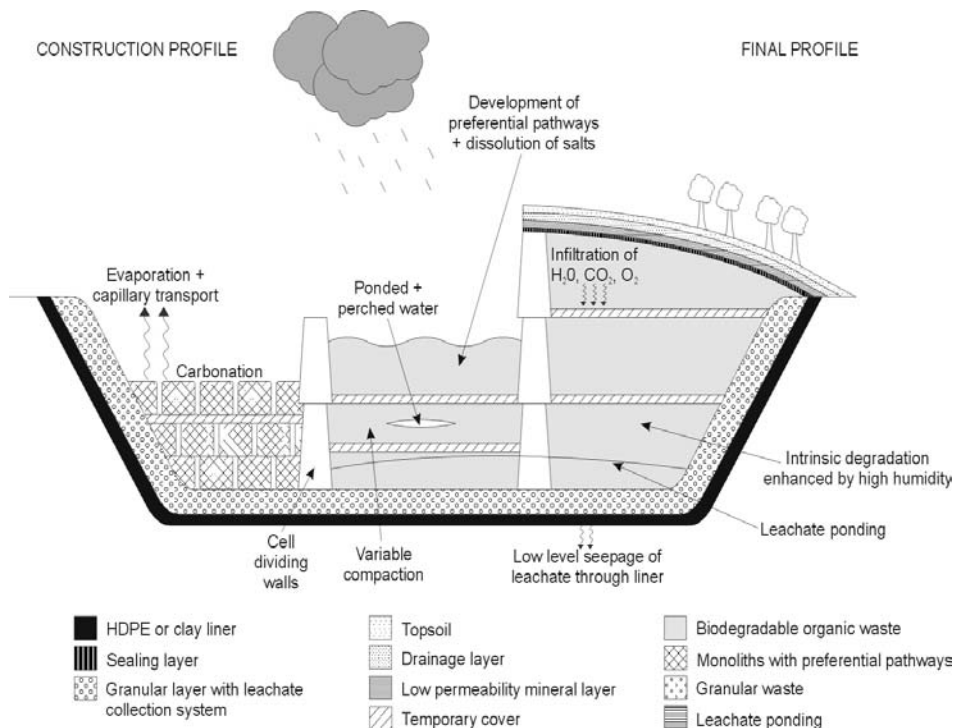 CONSTRUCTION PROFILE
FINAL PROFILE
Development of
preferential pathways
+ dissolution of salts
Infiltration of
H₂0, CO₂, O₂
Evaporation +
capillary transport
Ponded +
perched water
Carbonation
Intrinsic degradation
enhanced by high humidity
Leachate ponding
Cell
dividing
walls
Variable
compaction
Low level seepage of
leachate through liner
HDPE or clay liner
Sealing layer
Granular layer with leachate
collection system
Topsoil
Drainage layer
Low permeability mineral layer
Temporary cover
Biodegradable organic waste
Monoliths with preferential pathways
Granular waste
Leachate ponding